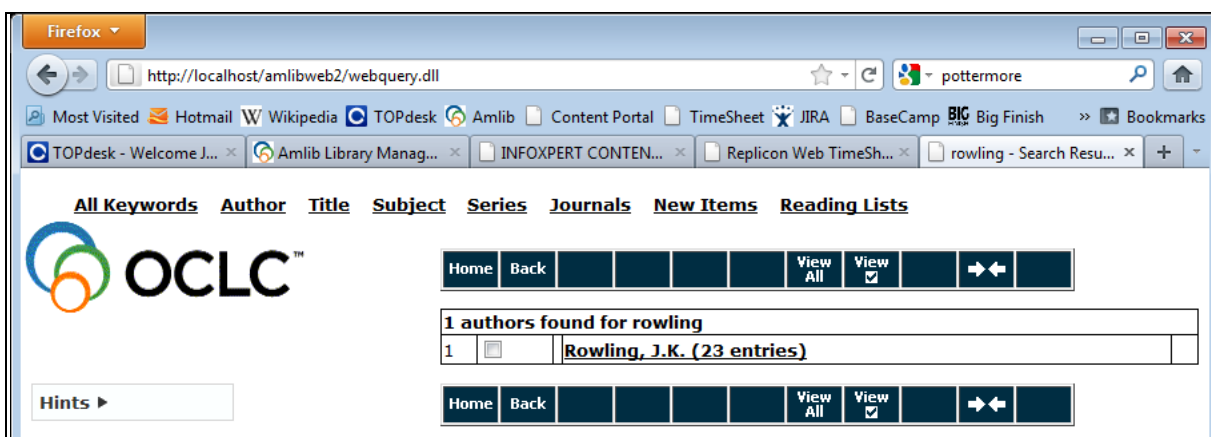 Firefox
http://localhost/amlibweb2/webquery.dll
pottermore
Most Visited Hotmail W Wikipedia TOPdesk Amlib Content Portal TimeSheet JIRA BaseCamp BIG Big Finish » Bookmarks
TOPdesk - Welcome J... × Amlib Library Manag... × INFOXPERT CONTEN... × Replicon Web TimeSh... × rowling - Search Resu... × +
All Keywords Author Title Subject Series Journals New Items Reading Lists
OCLC™
Home Back View All View
1 authors found for rowling
1 Rowling, J.K. (23 entries)
Hints
Home Back View All View